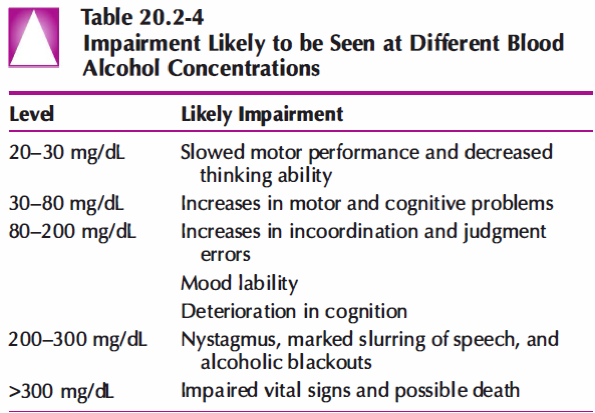 Table 20.2-4
Impairment Likely to be Seen at Different Blood
Alcohol Concentrations
Level Likely Impairment
20–30 mg/dL Slowed motor performance and decreased
thinking ability
30–80 mg/dL Increases in motor and cognitive problems
80–200 mg/dL Increases in incoordination and judgment
errors
Mood lability
Deterioration in cognition
200–300 mg/dL Nystagmus, marked slurring of speech, and
alcoholic blackouts
>300 mg/dL Impaired vital signs and possible death